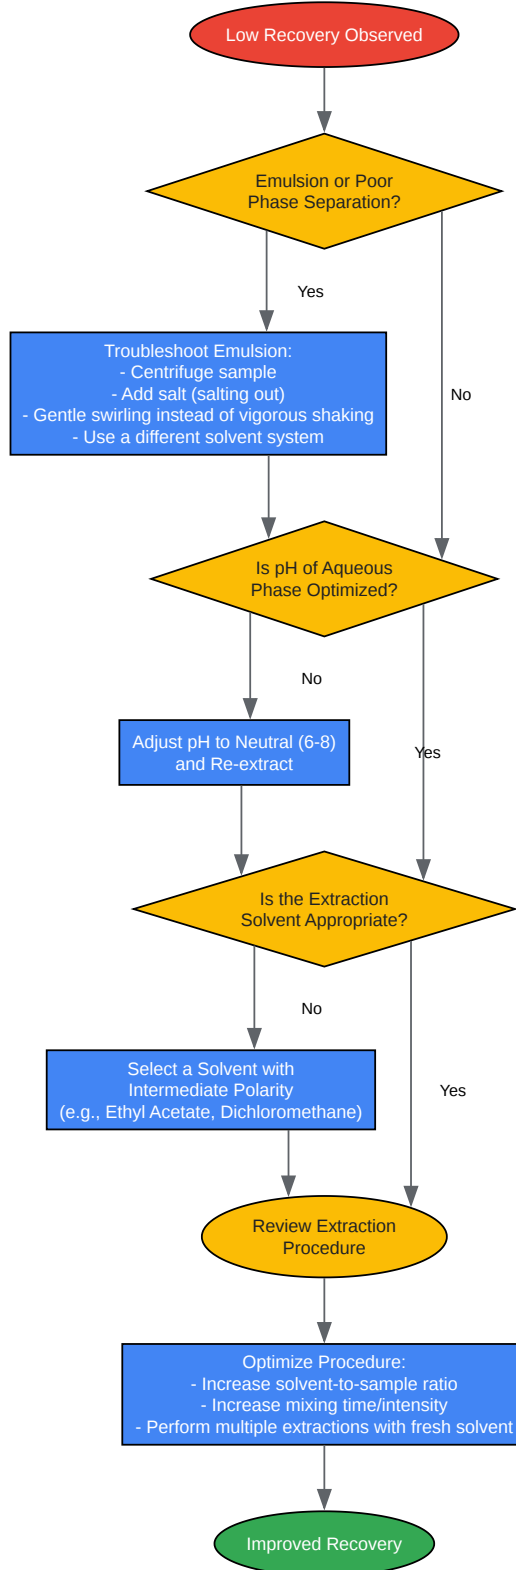 Low Recovery Observed
Emulsion or Poor
Phase Separation?
Yes
Troubleshoot Emulsion:
- Centrifuge sample
- Add salt (salting out)
- Gentle swirling instead of vigorous shaking
- Use a different solvent system
No
Is pH of Aqueous
Phase Optimized?
No
Adjust pH to Neutral (6-8)
and Re-extract
Yes
Is the Extraction
Solvent Appropriate?
No
Select a Solvent with
Intermediate Polarity
(e.g., Ethyl Acetate, Dichloromethane)
Yes
Review Extraction
Procedure
Optimize Procedure:
- Increase solvent-to-sample ratio
- Increase mixing time/intensity
- Perform multiple extractions with fresh solvent
Improved Recovery